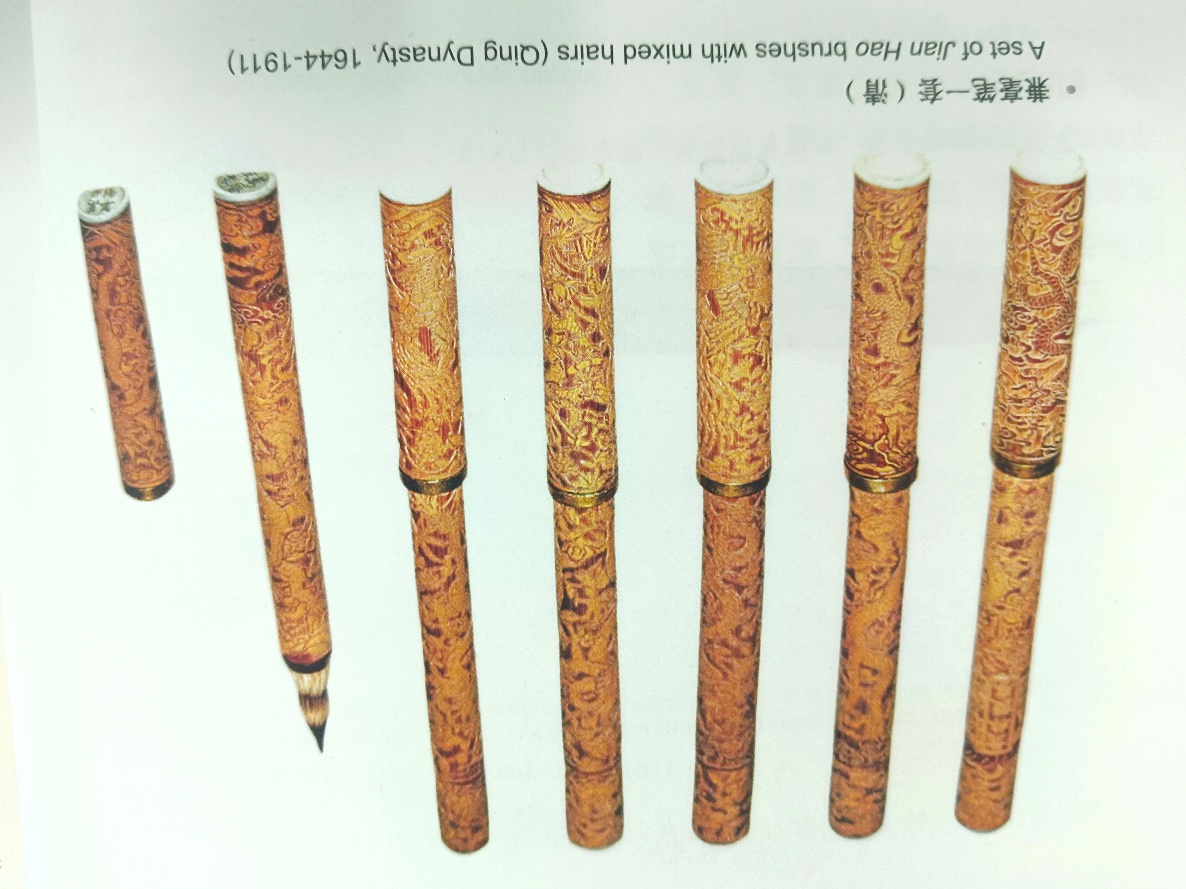 • 兼毫笔一套（清）
A set of Jian Hao brushes with mixed hairs (Qing Dynasty, 1644-1911)